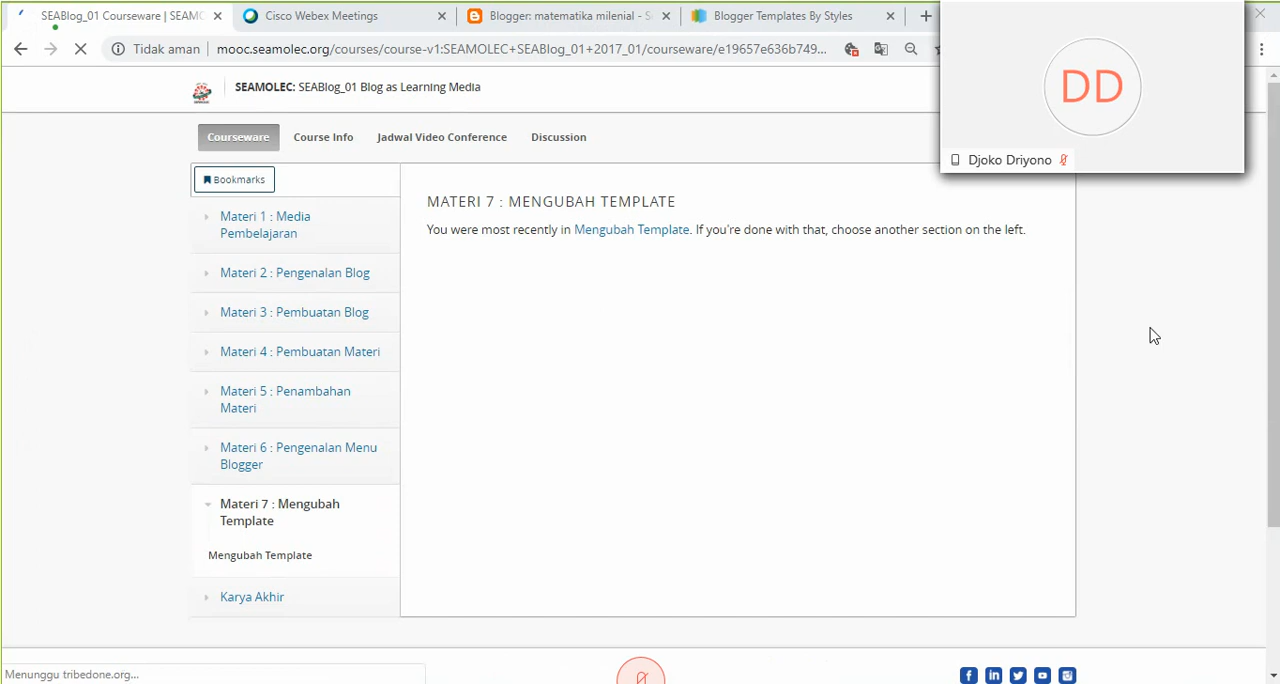 SEABlog_01 Courseware | SEAMO
Cisco Webex Meetings
Blogger: matematika milenial - S
Blogger Templates By Styles
Tidak aman
mooc.seamolec.org/courses/course-v1:SEAMOLEC+SEABlog_01+2017_01/courseware/e19657e636b749...
DD
Djoko Driyono
SEAMOLEC: SEABlog_01 Blog as Learning Media
Courseware
Course Info
Jadwal Video Conference
Discussion
Bookmarks
Materi 1 : Media
Pembelajaran
Materi 2 : Pengenalan Blog
Materi 3 : Pembuatan Blog
Materi 4 : Pembuatan Materi
Materi 5 : Penambahan
Materi
Materi 6 : Pengenalan Menu
Blogger
Materi 7 : Mengubah
Template
Mengubah Template
Karya Akhir
MATERI 7 : MENGUBAH TEMPLATE
You were most recently in Mengubah Template. If you're done with that, choose another section on the left.
Menunggu tribedone.org...